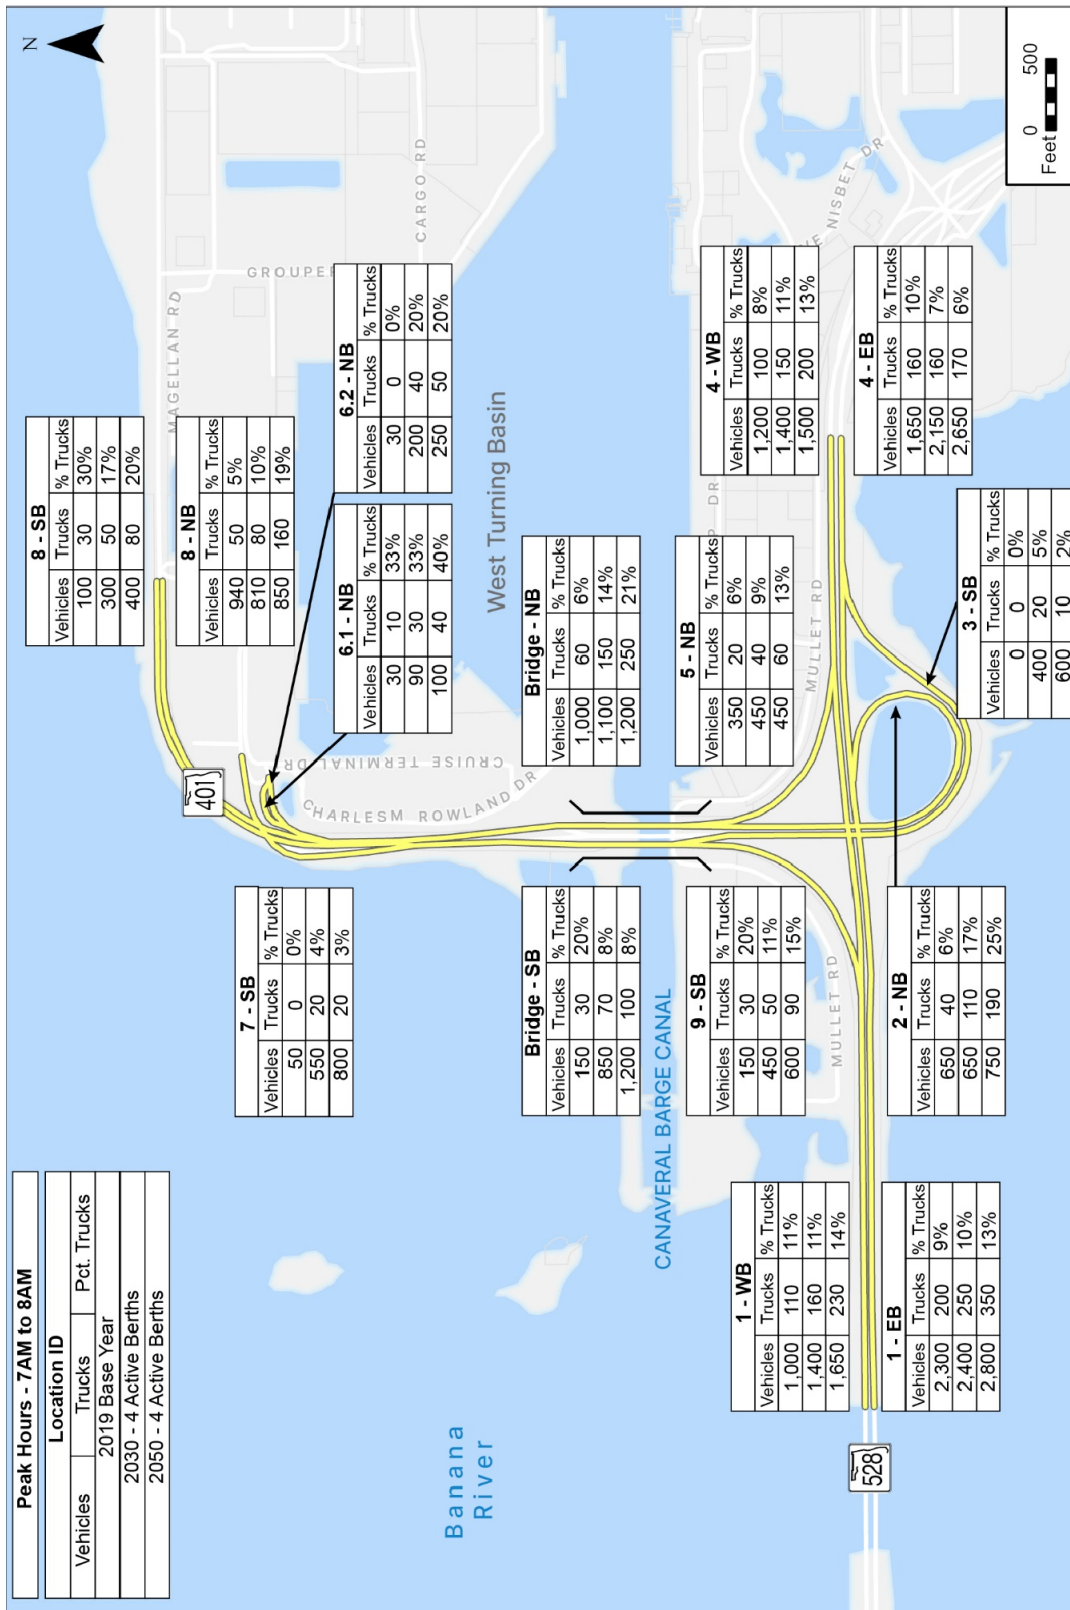 Peak Hours - 7AM to 8AM
Location ID
Vehicles Trucks Pct. Trucks
2019 Base Year
2030 - 4 Active Berths
2050 - 4 Active Berths
N
8 - SB
Vehicles Trucks % Trucks
100 30 30%
300 50 17%
400 80 20%
MAGELLAN RD
8 - NB
Vehicles Trucks % Trucks
940 50 5%
810 80 10%
850 160 19%
401
GROUPER
CARGO RD
7 - SB
Vehicles Trucks % Trucks
50 0 0%
550 20 4%
800 20 3%
6.1 - NB
Vehicles Trucks % Trucks
30 10 33%
90 30 33%
100 40 40%
6.2 - NB
Vehicles Trucks % Trucks
30 0 0%
200 40 20%
250 50 20%
CRUISE TERMINAL DR
CHARLES M ROWLAND DR
West Turning Basin
Banana
River
Bridge - SB
Vehicles Trucks % Trucks
150 30 20%
850 70 8%
1,200 100 8%
Bridge - NB
Vehicles Trucks % Trucks
1,000 60 6%
1,100 150 14%
1,200 250 21%
CANAVERAL BARGE CANAL
9 - SB
Vehicles Trucks % Trucks
150 30 20%
450 50 11%
600 90 15%
5 - NB
Vehicles Trucks % Trucks
350 20 6%
450 40 9%
450 60 13%
DR
4 - WB
Vehicles Trucks % Trucks
1,200 100 8%
1,400 150 11%
1,500 200 13%
VE NISBET DR
MULLET RD
MULLET RD
1 - WB
Vehicles Trucks % Trucks
1,000 110 11%
1,400 160 11%
1,650 230 14%
528
1 - EB
Vehicles Trucks % Trucks
2,300 200 9%
2,400 250 10%
2,800 350 13%
2 - NB
Vehicles Trucks % Trucks
650 40 6%
650 110 17%
750 190 25%
4 - EB
Vehicles Trucks % Trucks
1,650 160 10%
2,150 160 7%
2,650 170 6%
3 - SB
Vehicles Trucks % Trucks
0 0 0%
400 20 5%
600 10 2%
0 500
Feet